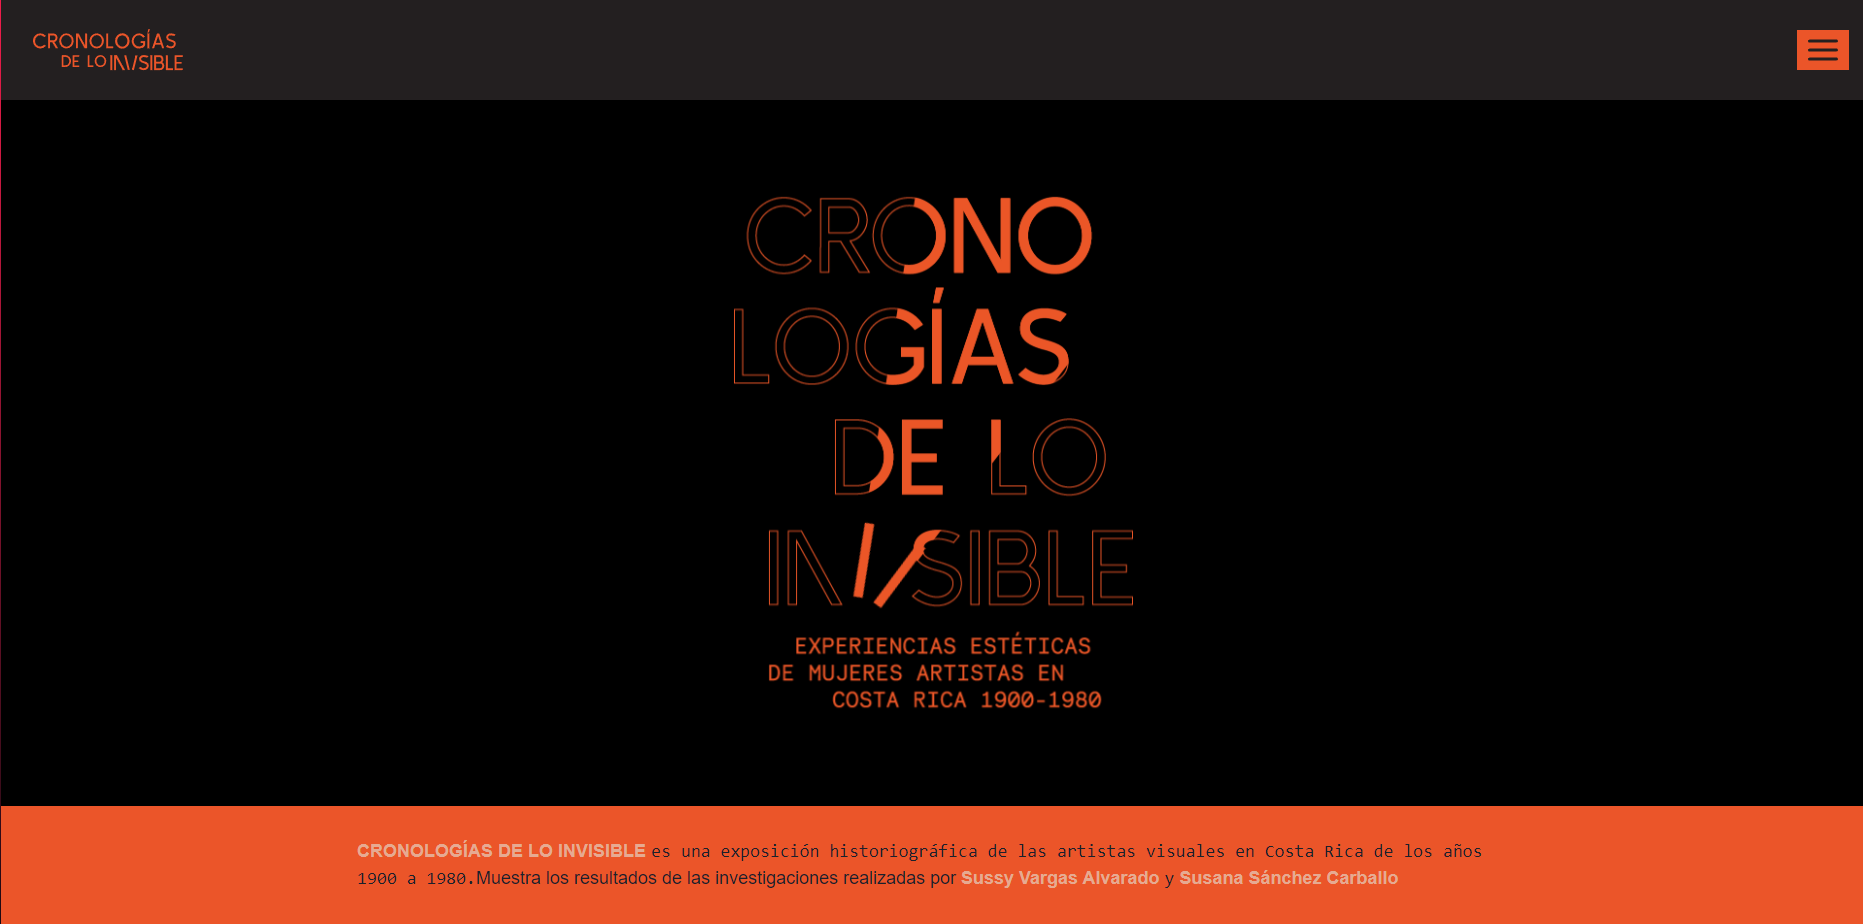 CRONOLOGÍAS
DE LO INVISIBLE
CRONO
LOGÍAS
DE LO
INVISIBLE
EXPERIENCIAS ESTÉTICAS
DE MUJERES ARTISTAS EN
COSTA RICA 1900-1980
CRONOLOGÍAS DE LO INVISIBLE es una exposición historiográfica de las artistas visuales en Costa Rica de los años
1900 a 1980.Muestra los resultados de las investigaciones realizadas por Sussy Vargas Alvarado y Susana Sánchez Carballo